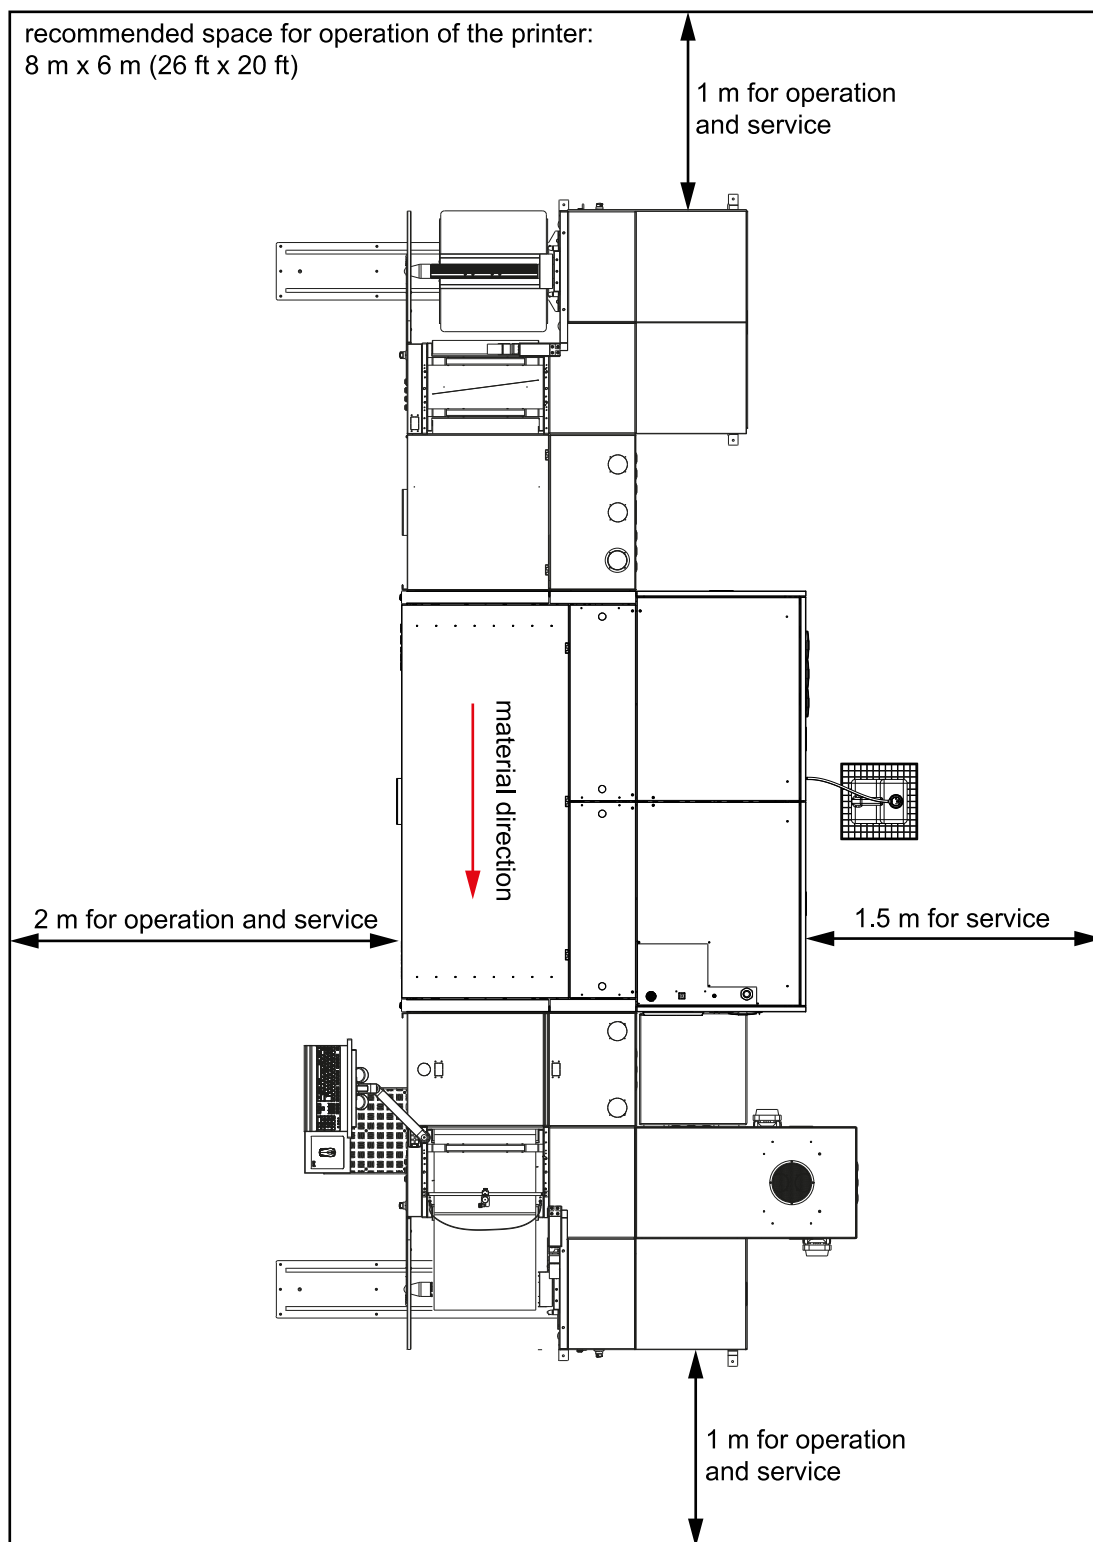 recommended space for operation of the printer:
8 m x 6 m (26 ft x 20 ft)
1 m for operation
and service
material direction
2 m for operation and service
1.5 m for service
1 m for operation
and service